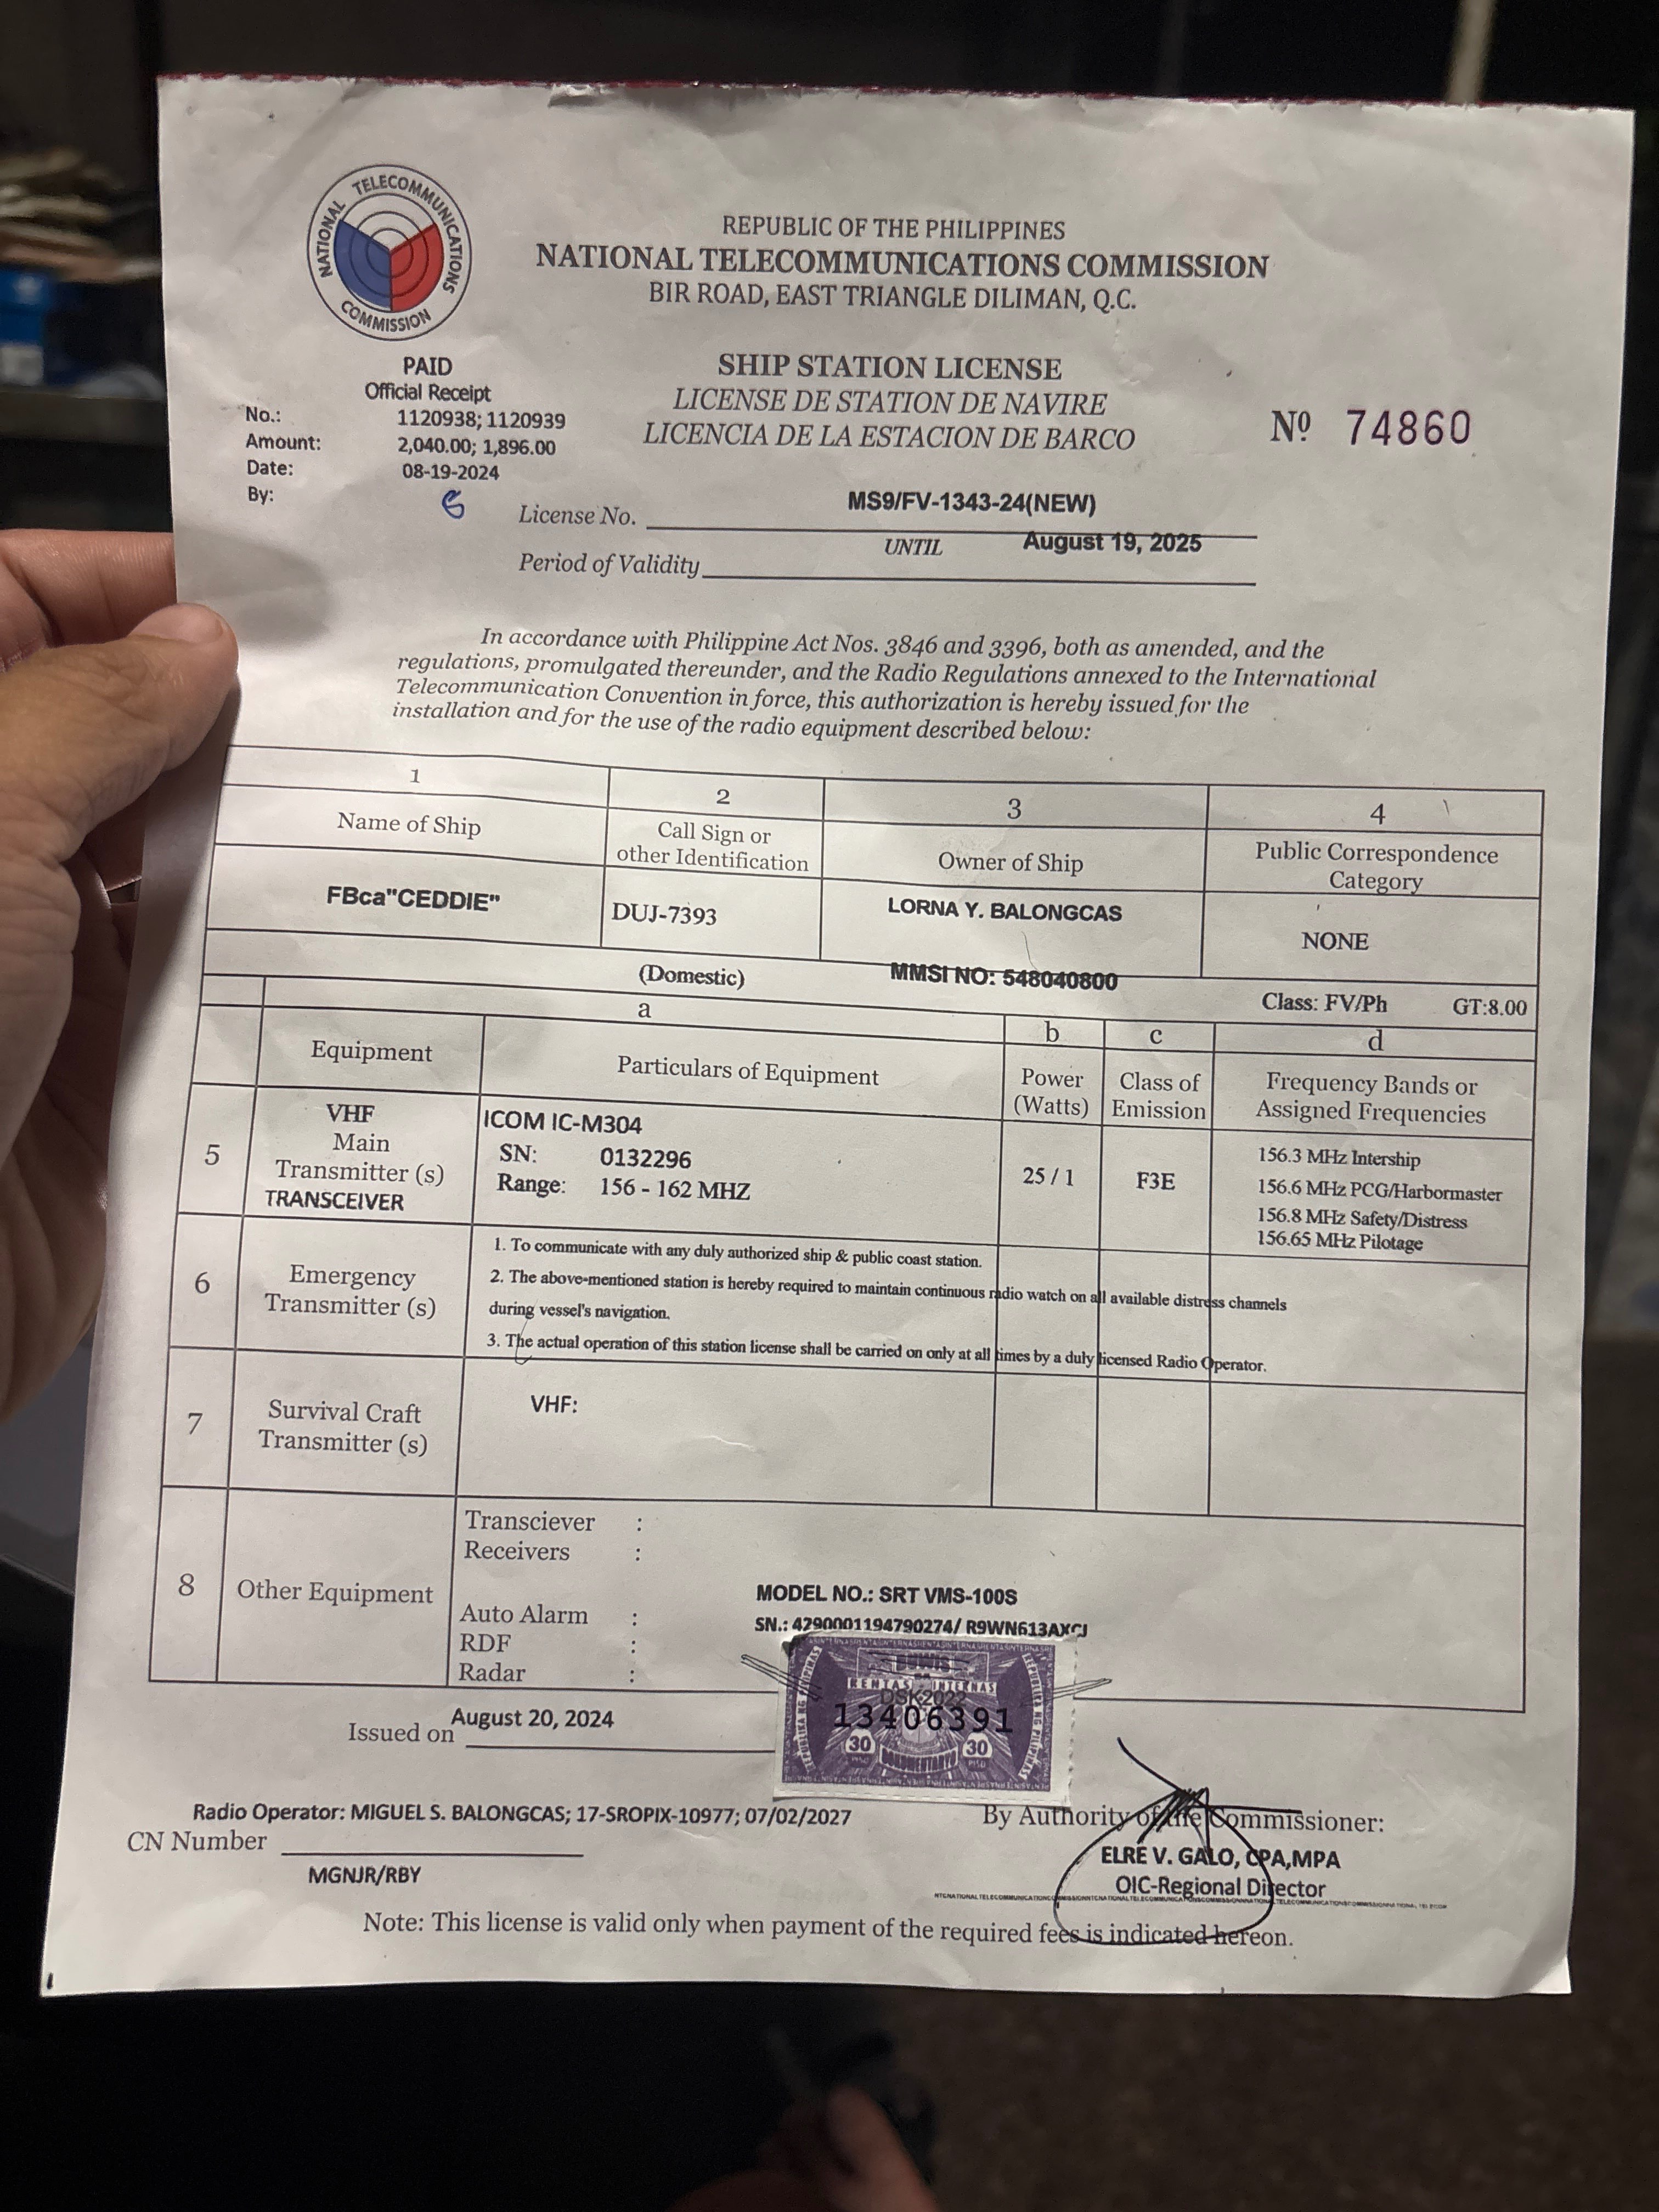 NATIONAL TELECOMMUNICATIONS COMMISSION
REPUBLIC OF THE PHILIPPINES
NATIONAL TELECOMMUNICATIONS COMMISSION
BIR ROAD, EAST TRIANGLE DILIMAN, Q.C.
PAID
Official Receipt
No.: 1120938; 1120939
Amount: 2,040.00; 1,896.00
Date: 08-19-2024
By:
SHIP STATION LICENSE
LICENSE DE STATION DE NAVIRE
LICENCIA DE LA ESTACION DE BARCO
Nº 74860
License No. MS9/FV-1343-24(NEW)
Period of Validity UNTIL August 19, 2025
In accordance with Philippine Act Nos. 3846 and 3396, both as amended, and the
regulations, promulgated thereunder, and the Radio Regulations annexed to the International
Telecommunication Convention in force, this authorization is hereby issued for the
installation and for the use of the radio equipment described below:
1 2 3 4
Name of Ship
Call Sign or
other Identification
Owner of Ship
Public Correspondence
Category
FBca"CEDDIE" DUJ-7393 LORNA Y. BALONGCAS NONE
(Domestic) MMSI NO: 548040800 Class: FV/Ph GT:8.00
a b c d
Equipment
Particulars of Equipment
Power
(Watts)
Class of
Emission
Frequency Bands or
Assigned Frequencies
5
VHF
Main
Transmitter (s)
TRANSCEIVER
ICOM IC-M304
SN: 0132296
Range: 156 - 162 MHZ
25 / 1
F3E
156.3 MHz Intership
156.6 MHz PCG/Harbormaster
156.8 MHz Safety/Distress
156.65 MHz Pilotage
6
Emergency
Transmitter (s)
1. To communicate with any duly authorized ship & public coast station.
2. The above-mentioned station is hereby required to maintain continuous radio watch on all available distress channels
during vessel's navigation.
3. The actual operation of this station license shall be carried on only at all times by a duly licensed Radio Operator.
7
Survival Craft
Transmitter (s)
VHF:
8
Other Equipment
Transciever :
Receivers :
Auto Alarm :
RDF :
Radar :
MODEL NO.: SRT VMS-100S
SN.: 4290001194790274/ R9WN613AXCJ
BUWIS
RENTAS INTERNAS
REPUBLIKA NG PILIPINAS
REPUBLIKA NG PILIPINAS
DSK2022
13406391
30 30
PISO PISO
Issued on August 20, 2024
Radio Operator: MIGUEL S. BALONGCAS; 17-SROPIX-10977; 07/02/2027
CN Number
MGNJR/RBY
By Authority of the Commissioner:
ELRE V. GALO, CPA,MPA
OIC-Regional Director
Note: This license is valid only when payment of the required fees is indicated hereon.